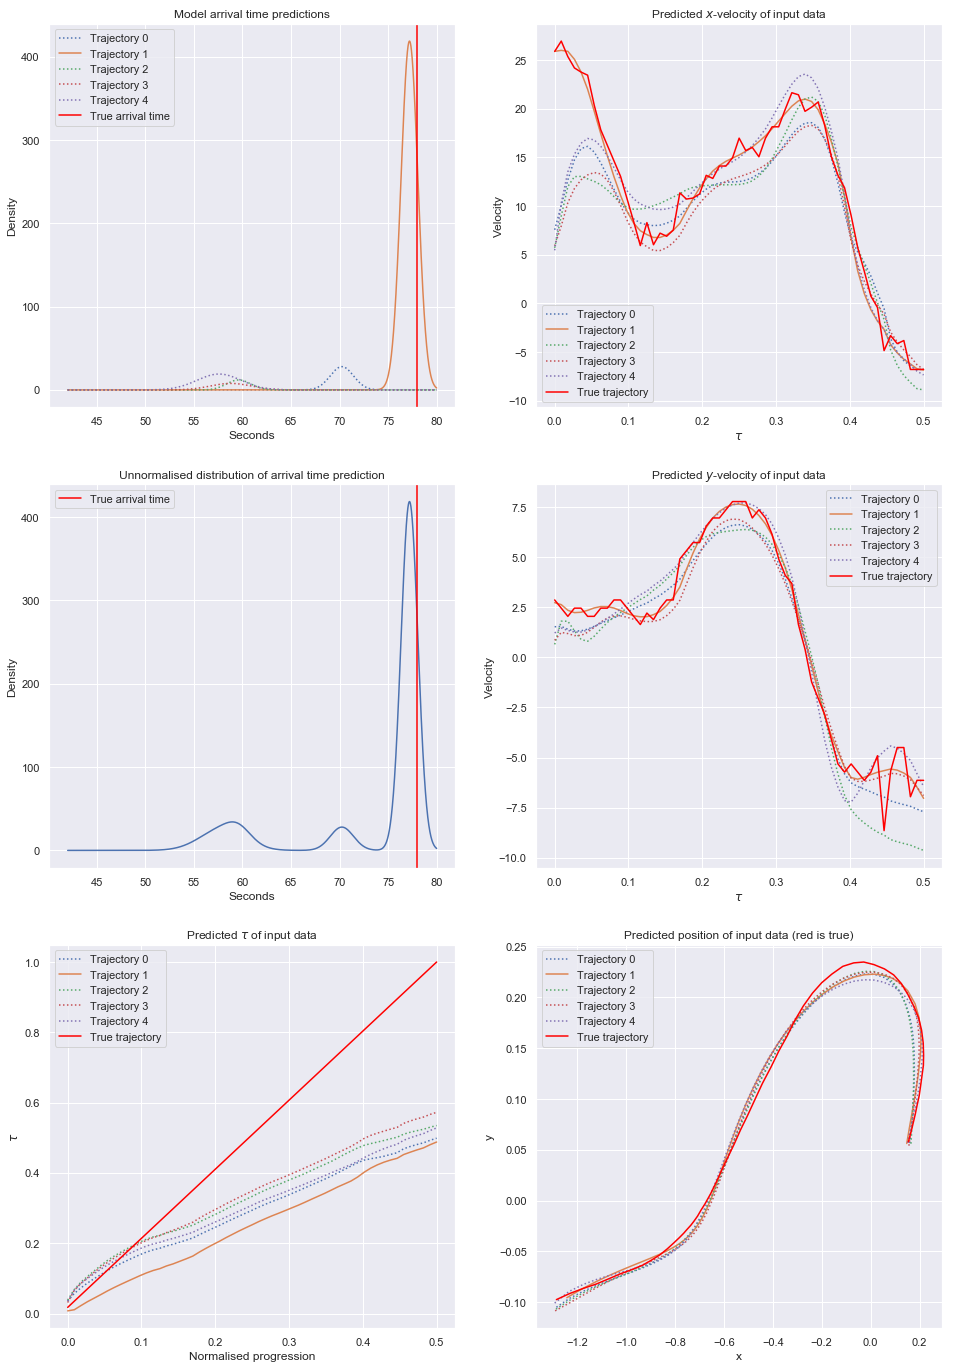 Model arrival time predictions
Trajectory 0
Trajectory 1
Trajectory 2
Trajectory 3
Trajectory 4
True arrival time
400
300
200
100
0
Density
45 50 55 60 65 70 75 80
Seconds
Predicted x-velocity of input data
25
20
15
10
5
0
−5
−10
Velocity
Trajectory 0
Trajectory 1
Trajectory 2
Trajectory 3
Trajectory 4
True trajectory
0.0 0.1 0.2 0.3 0.4 0.5
τ
Unnormalised distribution of arrival time prediction
True arrival time
400
300
200
100
0
Density
45 50 55 60 65 70 75 80
Seconds
Predicted y-velocity of input data
Trajectory 0
Trajectory 1
Trajectory 2
Trajectory 3
Trajectory 4
True trajectory
7.5
5.0
2.5
0.0
−2.5
−5.0
−7.5
−10.0
Velocity
0.0 0.1 0.2 0.3 0.4 0.5
τ
Predicted τ of input data
Trajectory 0
Trajectory 1
Trajectory 2
Trajectory 3
Trajectory 4
True trajectory
1.0
0.8
0.6
0.4
0.2
0.0
τ
0.0 0.1 0.2 0.3 0.4 0.5
Normalised progression
Predicted position of input data (red is true)
Trajectory 0
Trajectory 1
Trajectory 2
Trajectory 3
Trajectory 4
True trajectory
0.25
0.20
0.15
0.10
0.05
0.00
−0.05
−0.10
y
−1.2 −1.0 −0.8 −0.6 −0.4 −0.2 0.0 0.2
x